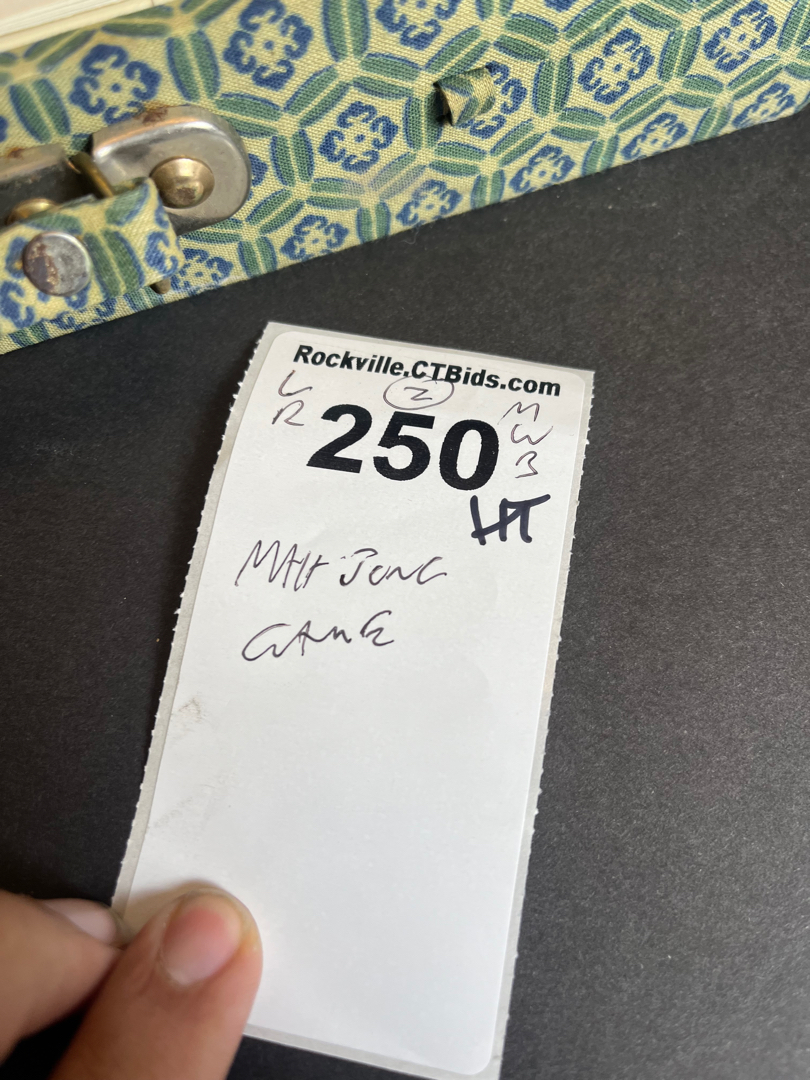 Rockville.CTBids.com
L 2 M
R 250 W
3
HT
MAH JONG
GAME